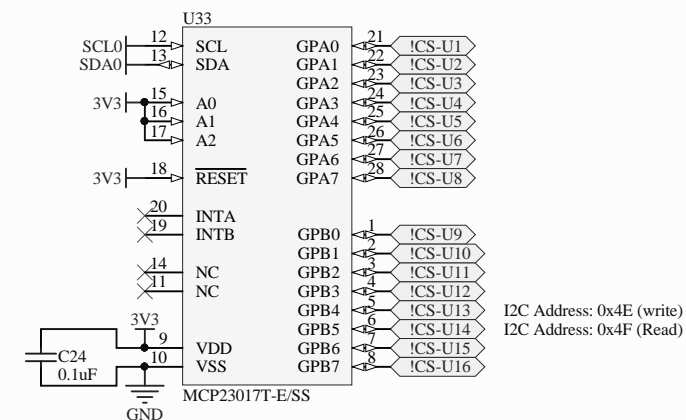 U33
SCL0 12 SCL GPA0 21 !CS-U1
SDA0 13 SDA GPA1 22 !CS-U2
GPA2 23 !CS-U3
3V3 15 A0 GPA3 24 !CS-U4
16 A1 GPA4 25 !CS-U5
17 A2 GPA5 26 !CS-U6
GPA6 27 !CS-U7
3V3 18 RESET GPA7 28 !CS-U8
20 INTA
19 INTB GPB0 1 !CS-U9
GPB1 2 !CS-U10
14 NC GPB2 3 !CS-U11
11 NC GPB3 4 !CS-U12
GPB4 5 !CS-U13 I2C Address: 0x4E (write)
3V3 GPB5 6 !CS-U14 I2C Address: 0x4F (Read)
9 VDD GPB6 7 !CS-U15
C24 10 VSS GPB7 8 !CS-U16
0.1uF
MCP23017T-E/SS
GND